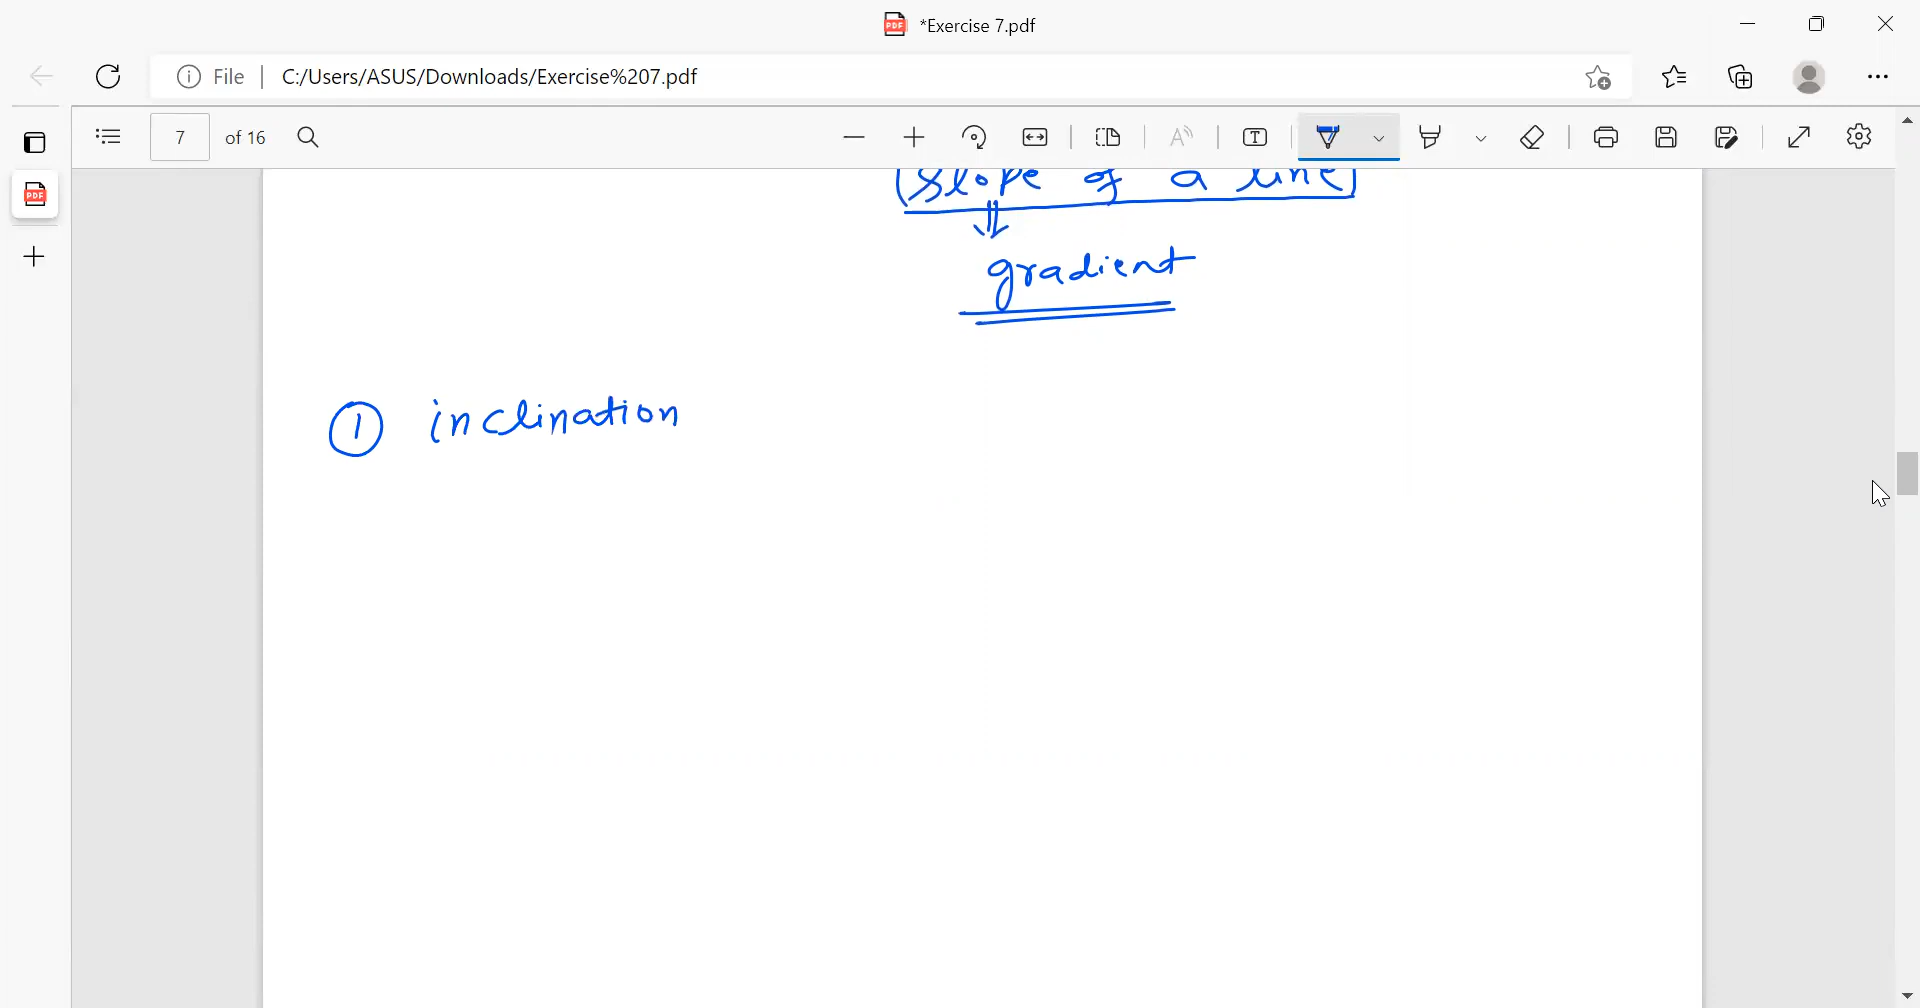 *Exercise 7.pdf
File | C:/Users/ASUS/Downloads/Exercise%207.pdf
7 of 16
(slope of a line)
gradient
① inclination